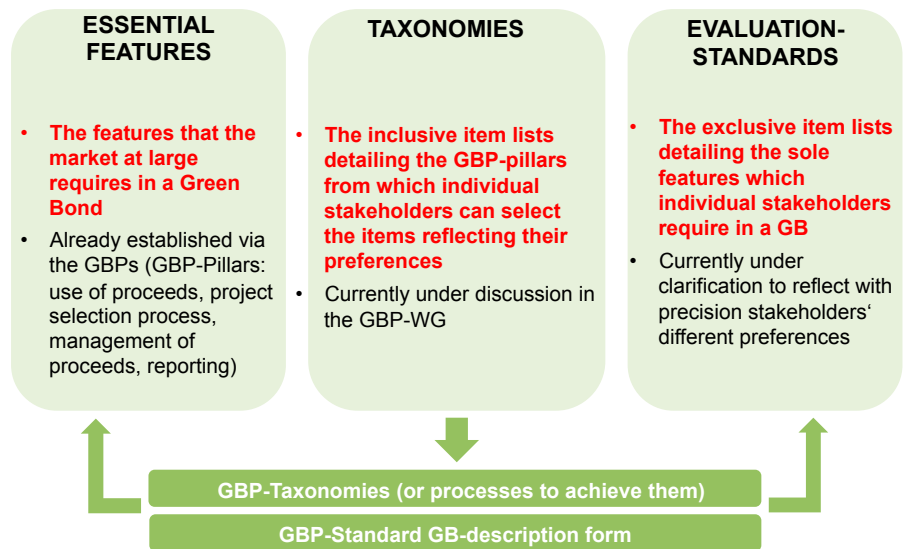 ESSENTIAL
FEATURES
• The features that the
market at large
requires in a Green
Bond
• Already established via
the GBPs (GBP-Pillars:
use of proceeds, project
selection process,
management of
proceeds, reporting)
TAXONOMIES
• The inclusive item lists
detailing the GBP-pillars
from which individual
stakeholders can select
the items reflecting their
preferences
• Currently under discussion in
the GBP-WG
EVALUATION-
STANDARDS
• The exclusive item lists
detailing the sole
features which
individual stakeholders
require in a GB
• Currently under
clarification to reflect with
precision stakeholders‘
different preferences
GBP-Taxonomies (or processes to achieve them)
GBP-Standard GB-description form